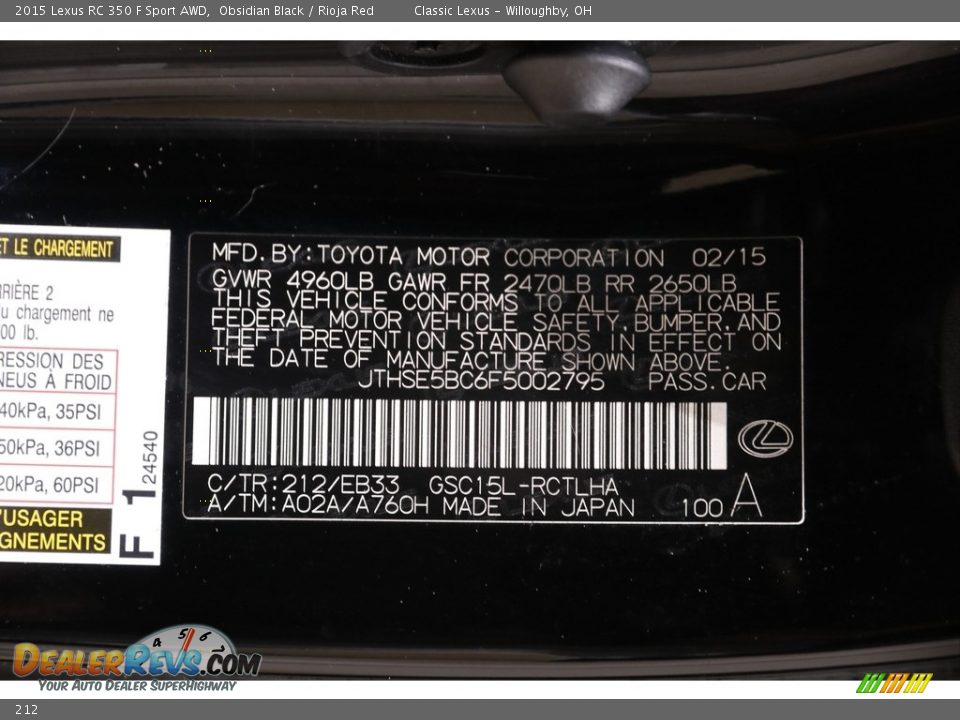 2015 Lexus RC 350 F Sport AWD, Obsidian Black / Rioja Red Classic Lexus – Willoughby, OH
ET LE CHARGEMENT
RIÈRE 2
u chargement ne
00 lb.
RESSION DES
NEUS À FROID
40kPa, 35PSI
50kPa, 36PSI
20kPa, 60PSI
'USAGER
GNEMENTS
F 1 24540
MFD.BY:TOYOTA MOTOR CORPORATION 02/15
GVWR 4960LB GAWR FR 2470LB RR 2650LB
THIS VEHICLE CONFORMS TO ALL APPLICABLE
FEDERAL MOTOR VEHICLE SAFETY,BUMPER,AND
THEFT PREVENTION STANDARDS IN EFFECT ON
THE DATE OF MANUFACTURE SHOWN ABOVE.
JTHSE5BC6F5002795 PASS.CAR
C/TR:212/EB33 GSC15L-RCTLHA
A/TM:A02A/A760H MADE IN JAPAN 100 A
4 5 6
DEALERREVS.COM
YOUR AUTO DEALER SUPERHIGHWAY
212